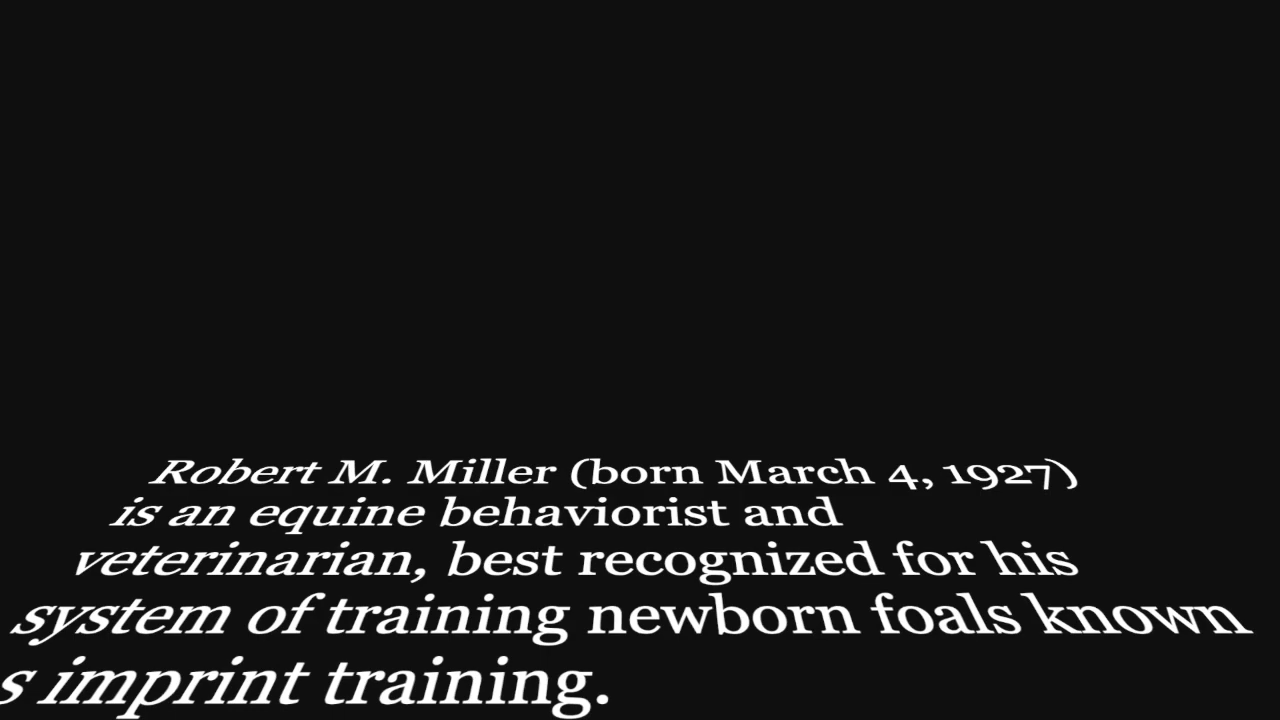 Robert M. Miller (born March 4, 1927)
is an equine behaviorist and
veterinarian, best recognized for his
system of training newborn foals known
s imprint training.